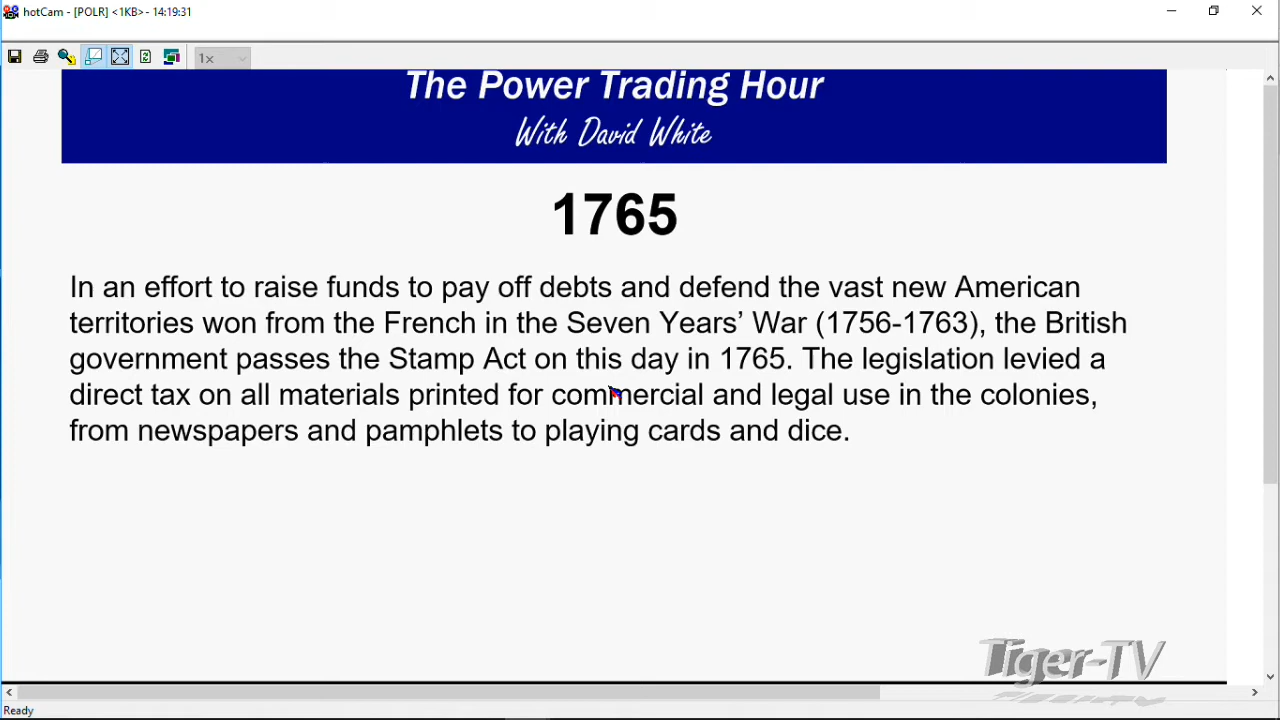 hotCam - [POLR] <1KB> - 14:19:31
1x
The Power Trading Hour
With David White
1765
In an effort to raise funds to pay off debts and defend the vast new American
territories won from the French in the Seven Years’ War (1756-1763), the British
government passes the Stamp Act on this day in 1765. The legislation levied a
direct tax on all materials printed for commercial and legal use in the colonies,
from newspapers and pamphlets to playing cards and dice.
Tiger-TV
Ready